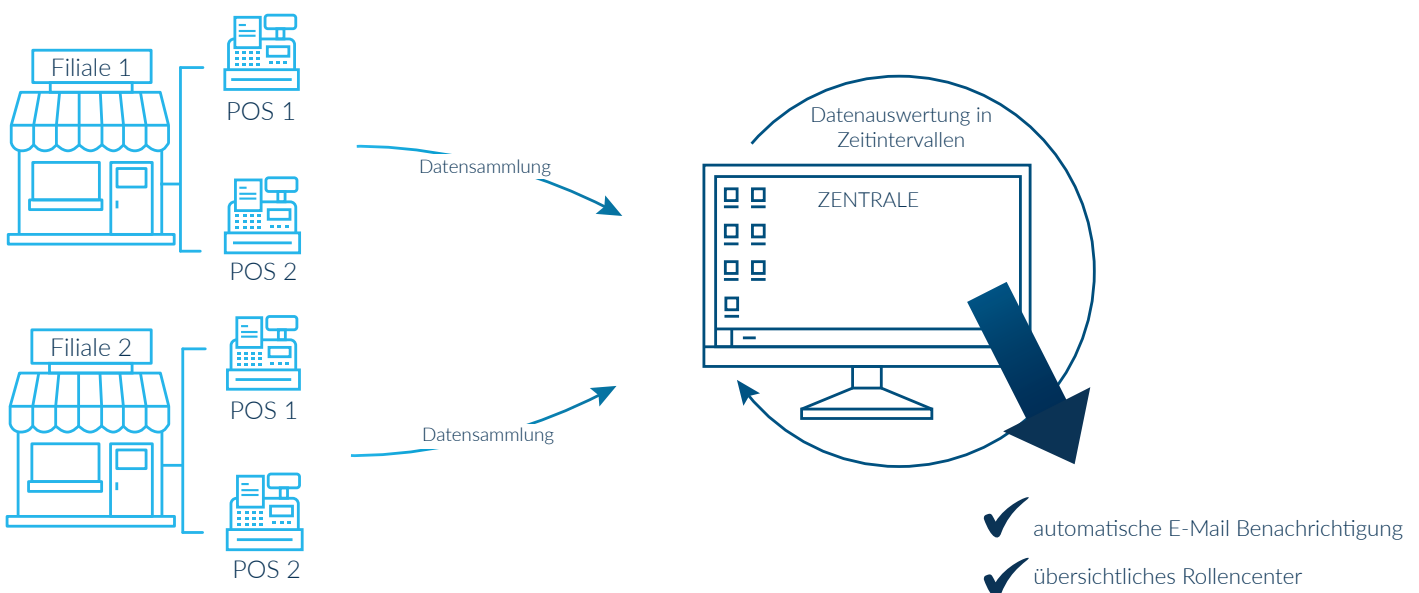 Filiale 1
POS 1
POS 2
Datensammlung
Filiale 2
POS 1
POS 2
Datensammlung
Datenauswertung in
Zeitintervallen
ZENTRALE
automatische E-Mail Benachrichtigung
übersichtliches Rollencenter